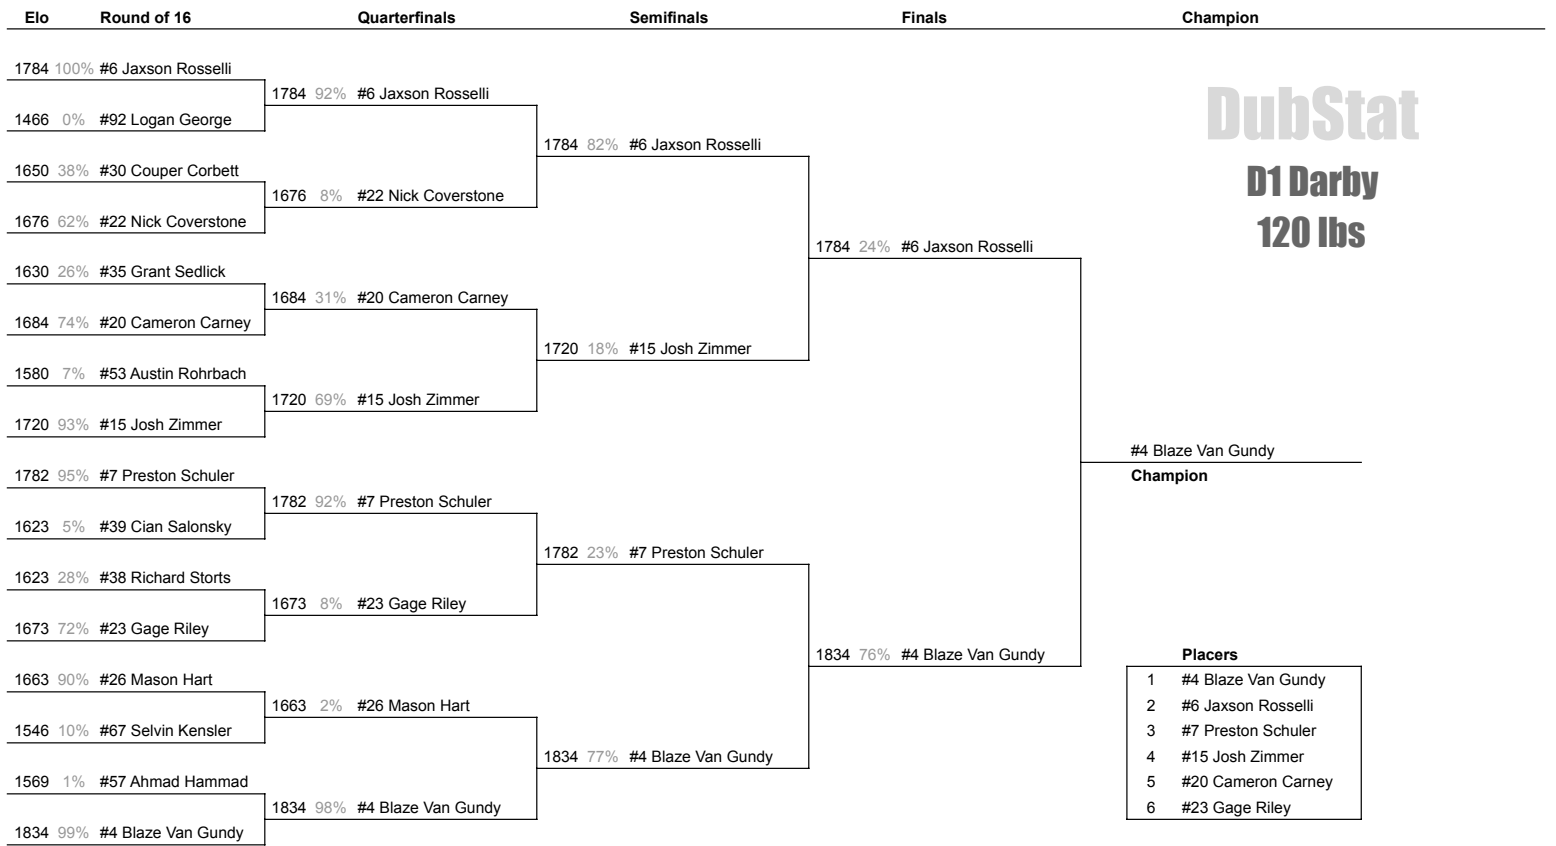 Elo Round of 16 Quarterfinals Semifinals Finals Champion
1784 100% #6 Jaxson Rosselli
1784 92% #6 Jaxson Rosselli
DubStat
1466 0% #92 Logan George
1784 82% #6 Jaxson Rosselli
1650 38% #30 Couper Corbett
D1 Darby
1676 8% #22 Nick Coverstone
1676 62% #22 Nick Coverstone
120 lbs
1784 24% #6 Jaxson Rosselli
1630 26% #35 Grant Sedlick
1684 31% #20 Cameron Carney
1684 74% #20 Cameron Carney
1720 18% #15 Josh Zimmer
1580 7% #53 Austin Rohrbach
1720 69% #15 Josh Zimmer
1720 93% #15 Josh Zimmer
#4 Blaze Van Gundy
1782 95% #7 Preston Schuler
Champion
1782 92% #7 Preston Schuler
1623 5% #39 Cian Salonsky
1782 23% #7 Preston Schuler
1623 28% #38 Richard Storts
1673 8% #23 Gage Riley
1673 72% #23 Gage Riley
1834 76% #4 Blaze Van Gundy
Placers
1663 90% #26 Mason Hart
1 #4 Blaze Van Gundy
1663 2% #26 Mason Hart
2 #6 Jaxson Rosselli
1546 10% #67 Selvin Kensler
3 #7 Preston Schuler
1834 77% #4 Blaze Van Gundy
4 #15 Josh Zimmer
1569 1% #57 Ahmad Hammad
5 #20 Cameron Carney
1834 98% #4 Blaze Van Gundy
6 #23 Gage Riley
1834 99% #4 Blaze Van Gundy